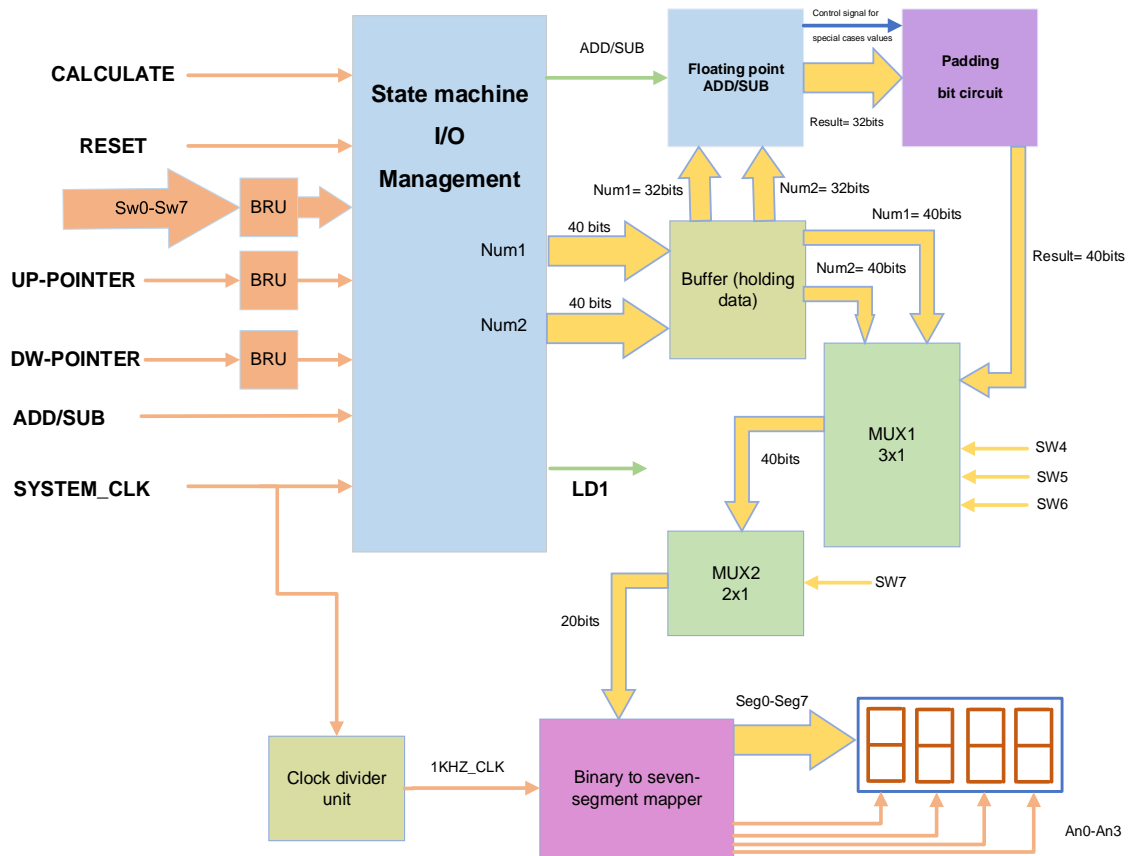 CALCULATE
RESET
Sw0-Sw7
BRU
UP-POINTER
BRU
DW-POINTER
BRU
ADD/SUB
SYSTEM_CLK
State machine
I/O
Management
Num1
Num2
ADD/SUB
40 bits
40 bits
LD1
Floating point
ADD/SUB
Control signal for
special cases values
Result= 32bits
Padding
bit circuit
Num1= 32bits
Num2= 32bits
Buffer (holding
data)
Num1= 40bits
Num2= 40bits
Result= 40bits
MUX1
3x1
SW4
SW5
SW6
40bits
MUX2
2x1
SW7
20bits
Clock divider
unit
1KHZ_CLK
Binary to seven-
segment mapper
Seg0-Seg7
An0-An3